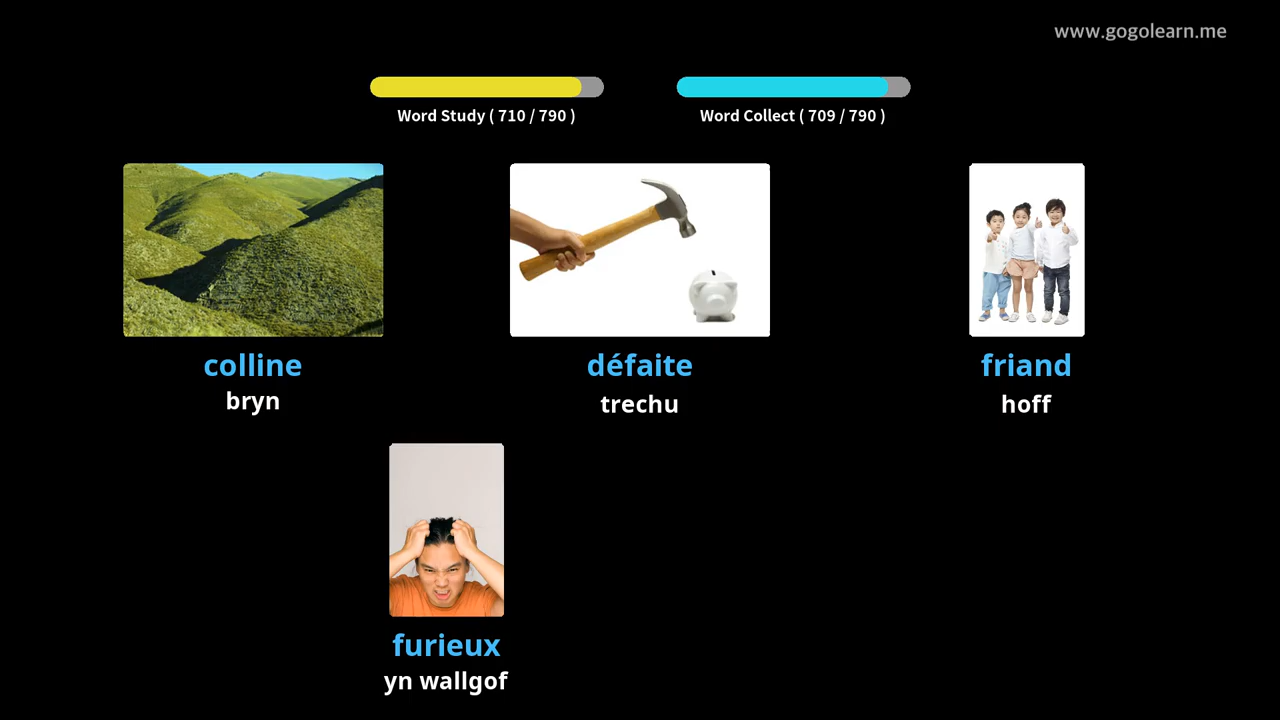 www.gogolearn.me
Word Study ( 710 / 790 )
Word Collect ( 709 / 790 )
colline
bryn
défaite
trechu
friand
hoff
furieux
yn wallgof